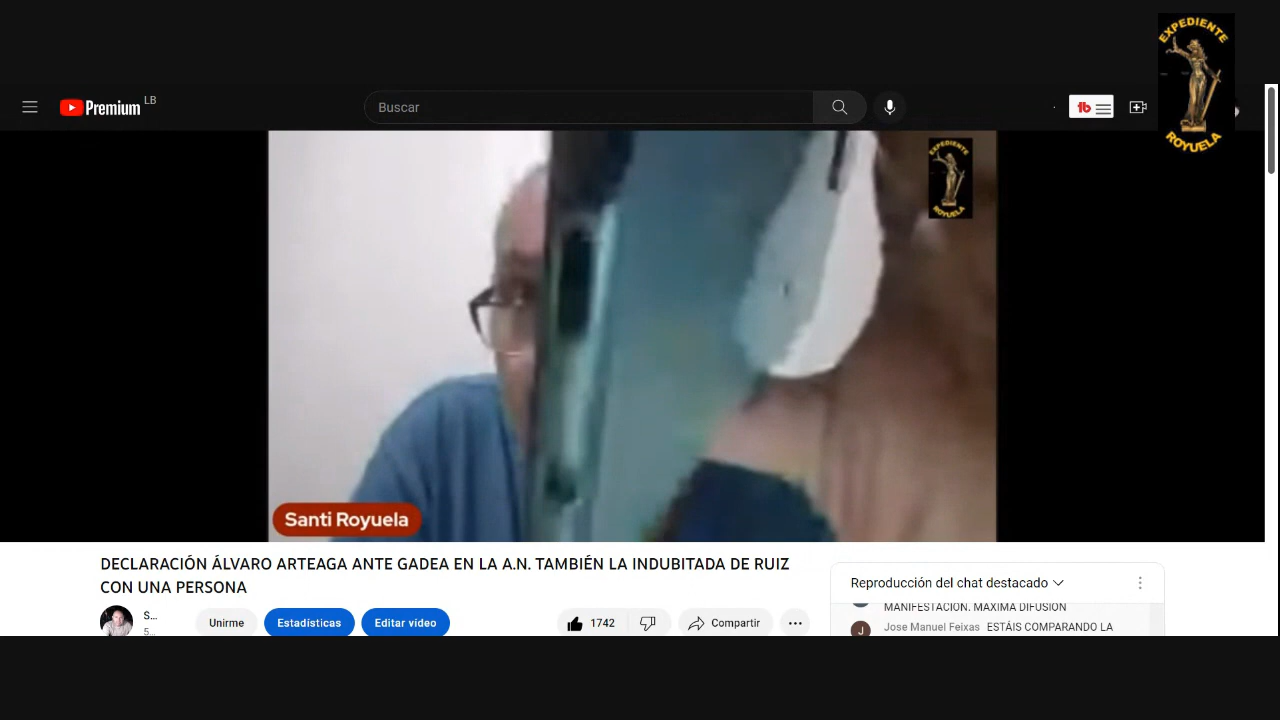 EXPEDIENTE
ROYUELA
Premium
LB
Buscar
EXPEDIENTE
ROYUELA
Santi Royuela
DECLARACIÓN ÁLVARO ARTEAGA ANTE GADEA EN LA A.N. TAMBIÉN LA INDUBITADA DE RUIZ
CON UNA PERSONA
S...
5...
Unirme
Estadísticas
Editar vídeo
1742
Compartir
Reproducción del chat destacado
MANIFESTACION. MAXIMA DIFUSION
J
Jose Manuel Feixas ESTÁIS COMPARANDO LA